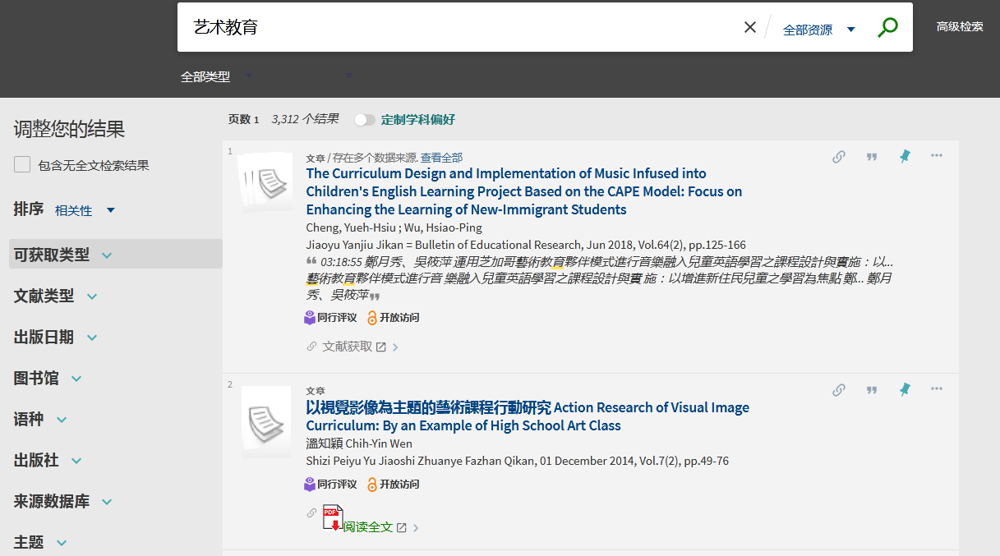 艺术教育
全部资源
高级检索
全部类型
调整您的结果
包含无全文检索结果
排序 相关性
可获取类型
文献类型
出版日期
图书馆
语种
出版社
来源数据库
主题
页数 1 3,312 个结果 定制学科偏好
1
文章 / 存在多个数据来源. 查看全部
The Curriculum Design and Implementation of Music Infused into
Children's English Learning Project Based on the CAPE Model: Focus on
Enhancing the Learning of New-Immigrant Students
Cheng, Yueh-Hsiu ; Wu, Hsiao-Ping
Jiaoyu Yanjiu Jikan = Bulletin of Educational Research, Jun 2018, Vol.64(2), pp.125-166
❝ 03:18:55 鄭月秀、吳筱萍 運用芝加哥藝術教育夥伴模式進行音樂融入兒童英語學習之課程設計與實施：以...
藝術教育夥伴模式進行音 樂融入兒童英語學習之課程設計與實 施：以增進新住民兒童之學習為焦點 鄭... 鄭月
秀、吳筱萍❞
同行评议 开放访问
文献获取
2
文章
以視覺影像為主題的藝術課程行動研究 Action Research of Visual Image
Curriculum: By an Example of High School Art Class
溫知穎 Chih-Yin Wen
Shizi Peiyu Yu Jiaoshi Zhuanye Fazhan Qikan, 01 December 2014, Vol.7(2), pp.49-76
同行评议 开放访问
PDF
阅读全文